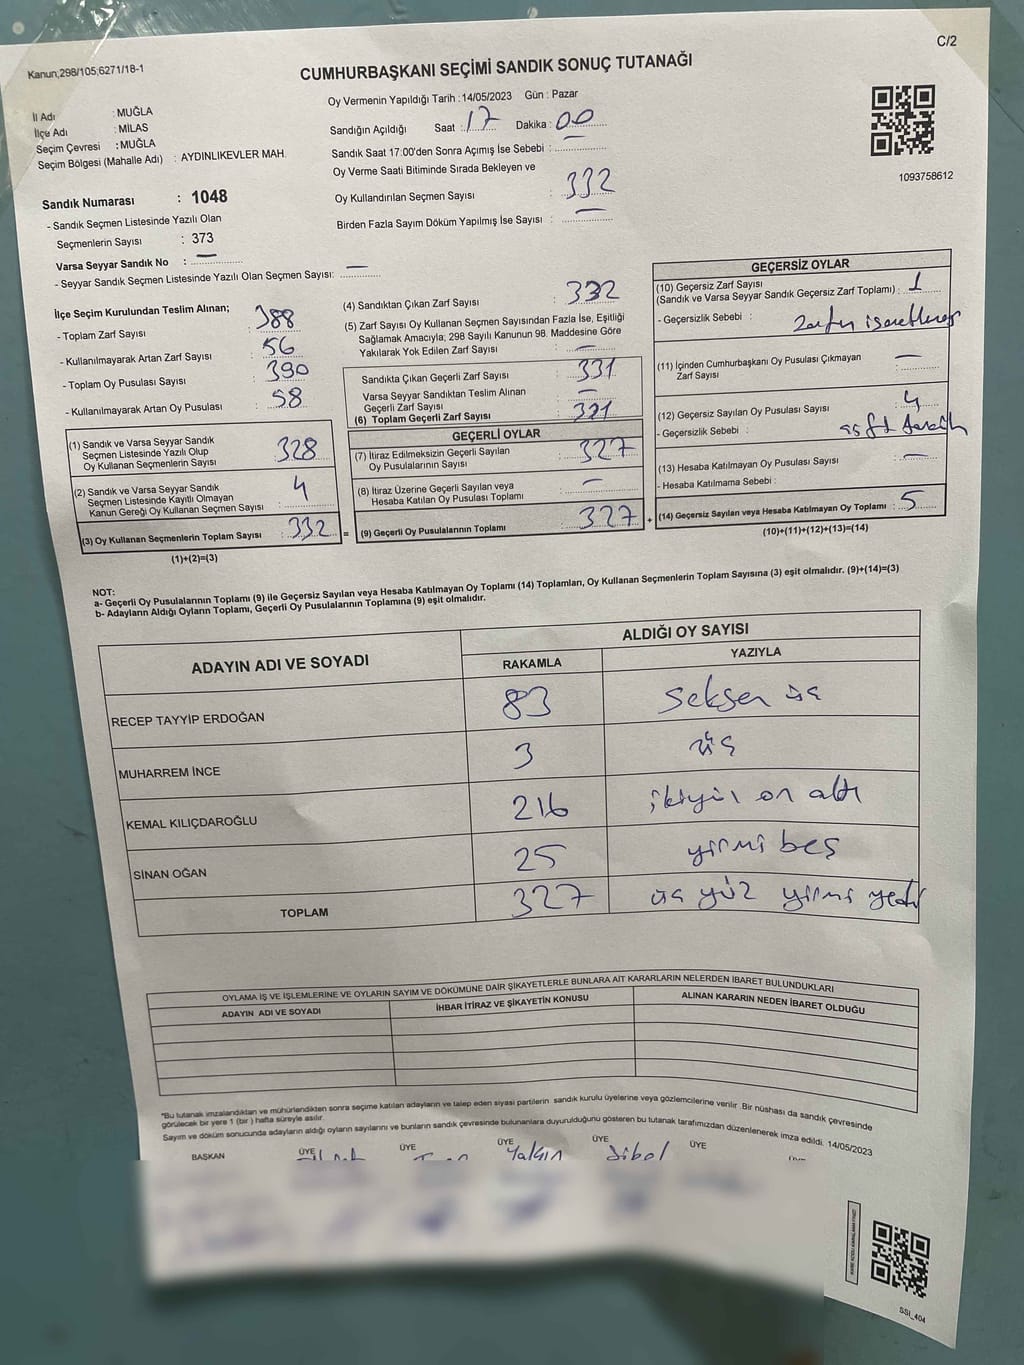 C/2
Kanun;298/105;6271/18-1
CUMHURBAŞKANI SEÇİMİ SANDIK SONUÇ TUTANAĞI
İl Adı : MUĞLA
İlçe Adı : MİLAS
Seçim Çevresi : MUĞLA
Seçim Bölgesi (Mahalle Adı) : AYDINLIKEVLER MAH.
Sandık Numarası : 1048
- Sandık Seçmen Listesinde Yazılı Olan
Seçmenlerin Sayısı : 373
Varsa Seyyar Sandık No : —
- Seyyar Sandık Seçmen Listesinde Yazılı Olan Seçmen Sayısı: —
Oy Vermenin Yapıldığı Tarih :14/05/2023 Gün : Pazar
Sandığın Açıldığı Saat : 17 Dakika : 00
Sandık Saat 17:00'den Sonra Açımış İse Sebebi : —
Oy Verme Saati Bitiminde Sırada Bekleyen ve
Oy Kullandırılan Seçmen Sayısı : 332
Birden Fazla Sayım Döküm Yapılmış İse Sayısı : —
1093758612
İlçe Seçim Kurulundan Teslim Alınan;
- Toplam Zarf Sayısı : 388
- Kullanılmayarak Artan Zarf Sayısı : 56
- Toplam Oy Pusulası Sayısı : 390
- Kullanılmayarak Artan Oy Pusulası : 58
(1) Sandık ve Varsa Seyyar Sandık
Seçmen Listesinde Yazılı Olup
Oy Kullanan Seçmenlerin Sayısı : 328
(2) Sandık ve Varsa Seyyar Sandık
Seçmen Listesinde Kayıtlı Olmayan
Kanun Gereği Oy Kullanan Seçmen Sayısı : 4
(3) Oy Kullanan Seçmenlerin Toplam Sayısı : 332 =
(1)+(2)=(3)
(4) Sandıktan Çıkan Zarf Sayısı : 332
(5) Zarf Sayısı Oy Kullanan Seçmen Sayısından Fazla İse, Eşitliği
Sağlamak Amacıyla; 298 Sayılı Kanunun 98. Maddesine Göre
Yakılarak Yok Edilen Zarf Sayısı : —
Sandıkta Çıkan Geçerli Zarf Sayısı : 331
Varsa Seyyar Sandıktan Teslim Alınan
Geçerli Zarf Sayısı : —
(6) Toplam Geçerli Zarf Sayısı : 331
GEÇERLİ OYLAR
(7) İtiraz Edilmeksizin Geçerli Sayılan
Oy Pusulalarının Sayısı : 327
(8) İtiraz Üzerine Geçerli Sayılan veya
Hesaba Katılan Oy Pusulası Toplamı : —
(9) Geçerli Oy Pusulalarının Toplamı : 327 +
GEÇERSİZ OYLAR
(10) Geçersiz Zarf Sayısı
(Sandık ve Varsa Seyyar Sandık Geçersiz Zarf Toplamı) : 1
- Geçersizlik Sebebi : Zarfın
(11) İçinden Cumhurbaşkanı Oy Pusulası Çıkmayan
Zarf Sayısı : —
(12) Geçersiz Sayılan Oy Pusulası Sayısı : 4
- Geçersizlik Sebebi :
(13) Hesaba Katılmayan Oy Pusulası Sayısı : —
- Hesaba Katılmama Sebebi :
(14) Geçersiz Sayılan veya Hesaba Katılmayan Oy Toplamı : 5
(10)+(11)+(12)+(13)=(14)
NOT:
a- Geçerli Oy Pusulalarının Toplamı (9) ile Geçersiz Sayılan veya Hesaba Katılmayan Oy Toplamı (14) Toplamları, Oy Kullanan Seçmenlerin Toplam Sayısına (3) eşit olmalıdır. (9)+(14)=(3)
b- Adayların Aldığı Oyların Toplamı, Geçerli Oy Pusulalarının Toplamına (9) eşit olmalıdır.
ADAYIN ADI VE SOYADI
ALDIĞI OY SAYISI
RAKAMLA YAZIYLA
RECEP TAYYİP ERDOĞAN 83 seksen üç
MUHARREM İNCE 3 üç
KEMAL KILIÇDAROĞLU 216 ikiyüz on altı
SİNAN OĞAN 25 yirmi beş
TOPLAM 327 üç yüz yirmi yedi
OYLAMA İŞ VE İŞLEMLERİNE VE OYLARIN SAYIM VE DÖKÜMÜNE DAİR ŞİKAYETLERLE BUNLARA AİT KARARLARIN NELERDEN İBARET BULUNDUKLARI
ADAYIN ADI VE SOYADI İHBAR İTİRAZ VE ŞİKAYETİN KONUSU ALINAN KARARIN NEDEN İBARET OLDUĞU
*Bu tutanak imzalandıktan ve mühürlendikten sonra seçime katılan adayların ve talep eden siyasi partilerin sandık kurulu üyelerine veya gözlemcilerine verilir. Bir nüshası da sandık çevresinde
görülecek bir yere 1 (bir) hafta süreyle asılır.
Sayım ve döküm sonucunda adayların aldığı oyların sayılarını ve bunların sandık çevresinde bulunanlara duyurulduğunu gösteren bu tutanak tarafımızdan düzenlenerek imza edildi. 14/05/2023
BAŞKAN ÜYE ÜYE ÜYE ÜYE ÜYE
Yalçın Sibel
SSI_404